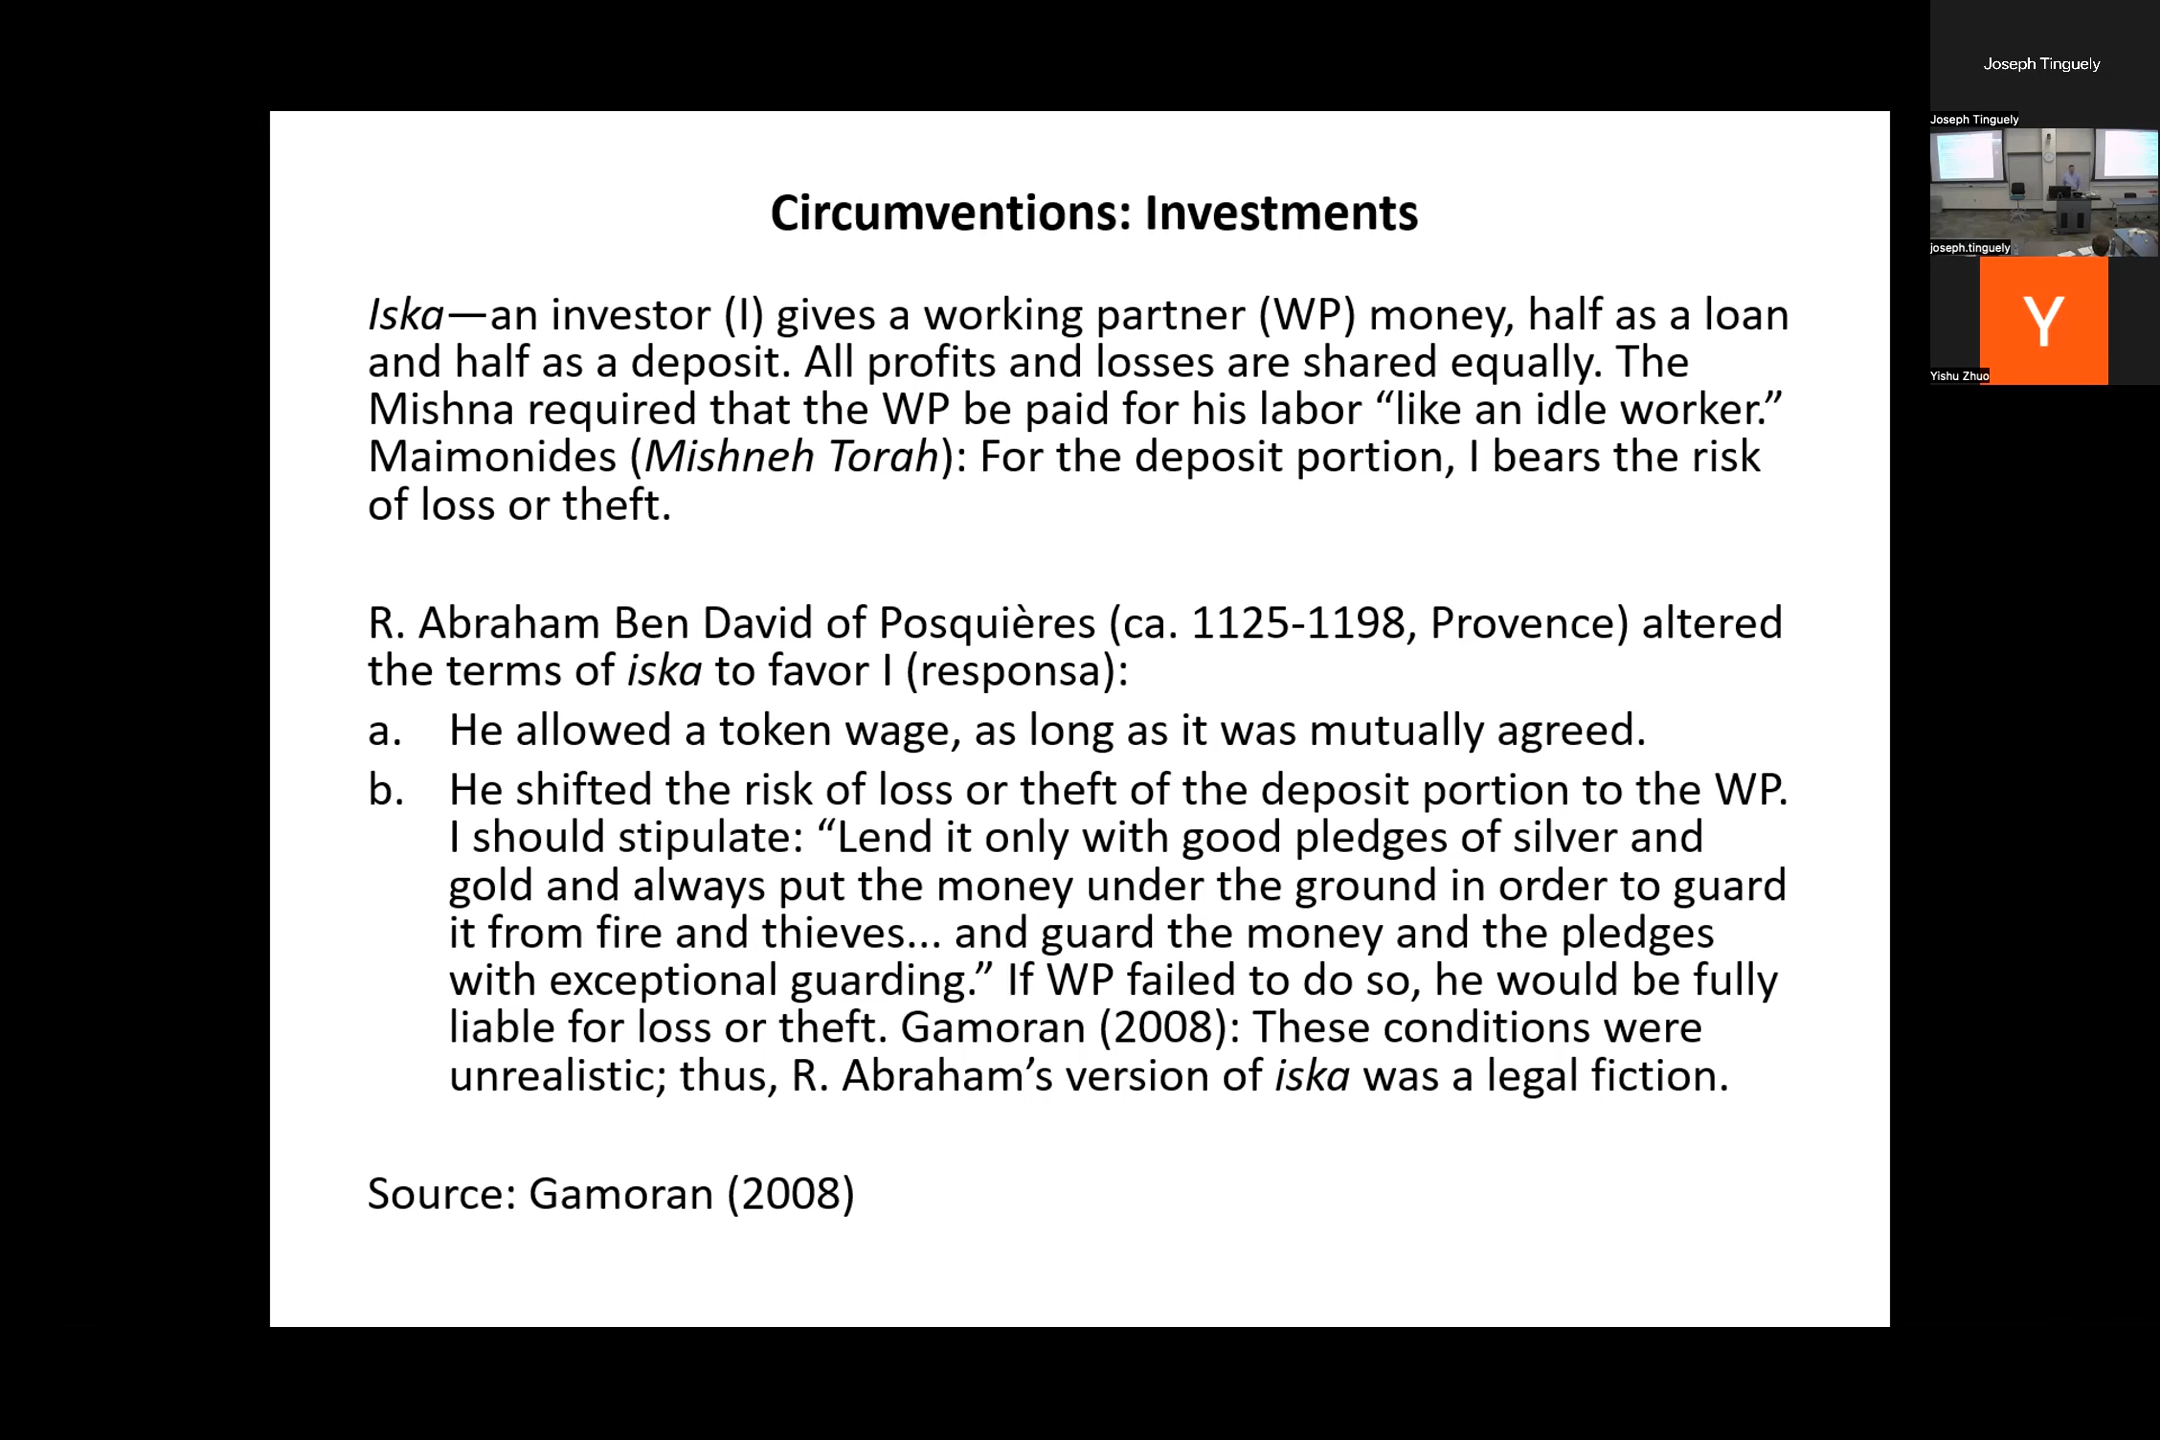 Circumventions: Investments
Iska—an investor (I) gives a working partner (WP) money, half as a loan
and half as a deposit. All profits and losses are shared equally. The
Mishna required that the WP be paid for his labor “like an idle worker.”
Maimonides (Mishneh Torah): For the deposit portion, I bears the risk
of loss or theft.
R. Abraham Ben David of Posquières (ca. 1125-1198, Provence) altered
the terms of iska to favor I (responsa):
a. He allowed a token wage, as long as it was mutually agreed.
b. He shifted the risk of loss or theft of the deposit portion to the WP.
I should stipulate: “Lend it only with good pledges of silver and
gold and always put the money under the ground in order to guard
it from fire and thieves... and guard the money and the pledges
with exceptional guarding.” If WP failed to do so, he would be fully
liable for loss or theft. Gamoran (2008): These conditions were
unrealistic; thus, R. Abraham’s version of iska was a legal fiction.
Source: Gamoran (2008)
Joseph Tinguely
Joseph Tinguely
joseph.tinguely
Y
Yishu Zhuo